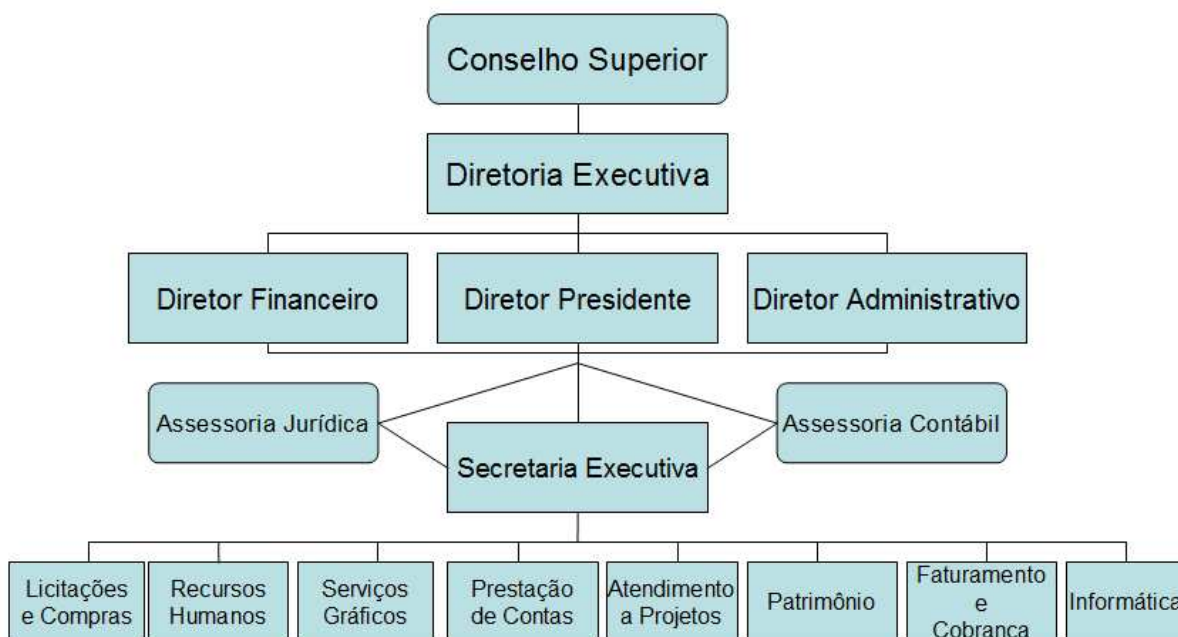 Conselho Superior
Diretoria Executiva
Diretor Financeiro
Diretor Presidente
Diretor Administrativo
Assessoria Jurídica
Assessoria Contábil
Secretaria Executiva
Licitações
e Compras
Recursos
Humanos
Serviços
Gráficos
Prestação
de Contas
Atendimento
a Projetos
Patrimônio
Faturamento
e
Cobrança
Informática